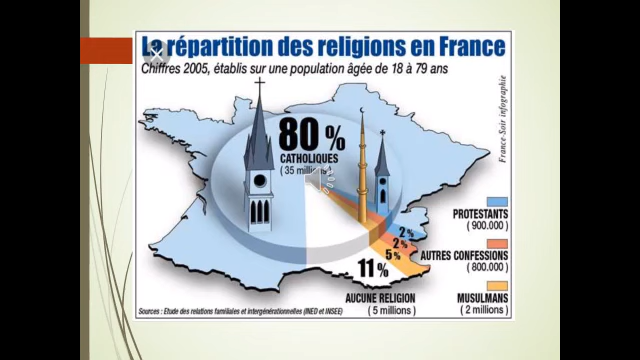 La répartition des religions en France
Chiffres 2005, établis sur une population âgée de 18 à 79 ans
France-Soir infographie
80 %
CATHOLIQUES
(35 millions)
2%
2%
5%
11 %
AUCUNE RELIGION
(5 millions)
PROTESTANTS
(900.000)
AUTRES CONFESSIONS
(800.000)
MUSULMANS
(2 millions)
Sources : Etude des relations familiales et intergénérationnelles (INED et INSEE)